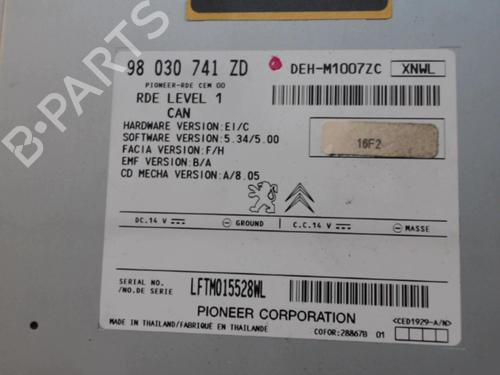 98 030 741 ZD DEH-M1007ZC XNWL
PIONEER-RDE CEM 00
RDE LEVEL 1
CAN
HARDWARE VERSION:EI/C
SOFTWARE VERSION:5.34/5.00
FACIA VERSION:F/H
EMF VERSION:B/A
CD MECHA VERSION:A/8.05
16F2
DC.14 V GROUND C.C.14 V MASSE
SERIAL NO.
/NO.DE SERIE
LFTM015528WL
PIONEER CORPORATION
MADE IN THAILAND/FABRIQUÉ EN THAILANDE
COFOR:28867B 01
<CED1929-A/N>
B-PARTS